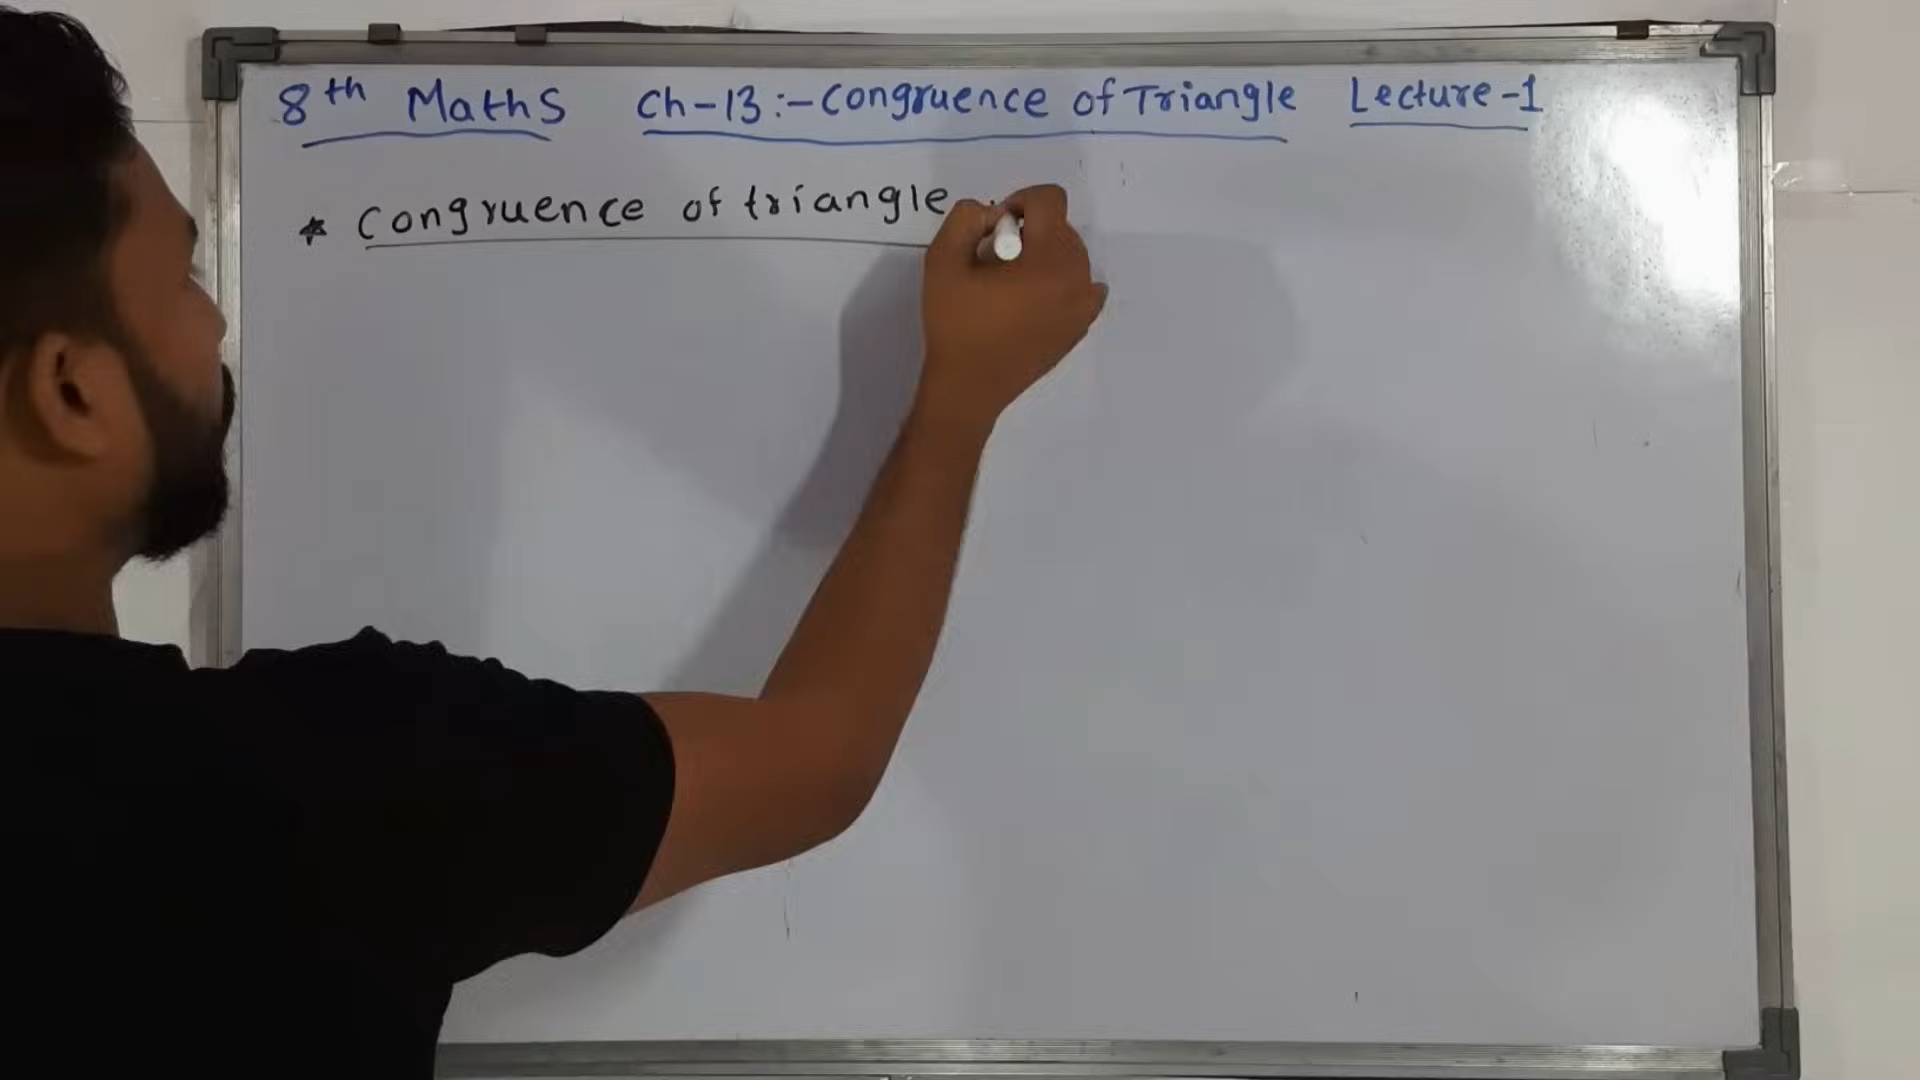 8th Maths Ch-13:- Congruence of Triangle Lecture-1
* Congruence of triangle